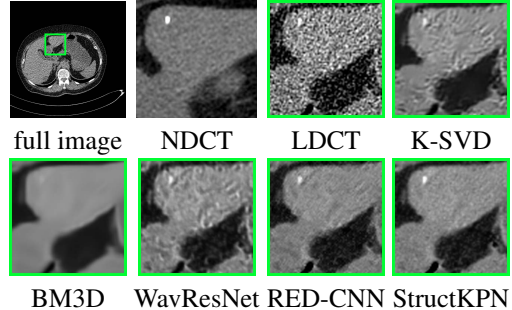 full image NDCT LDCT K-SVD
BM3D WavResNet RED-CNN StructKPN